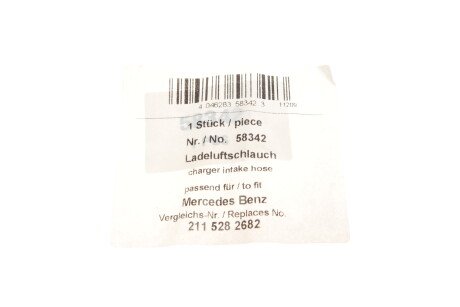 4 046283 58342 3
1 Stück / piece
Nr. / No. 58342
Ladeluftschlauch
charger intake hose
passend für / to fit
Mercedes Benz
Vergleichs-Nr. / Replaces No.
211 528 2682